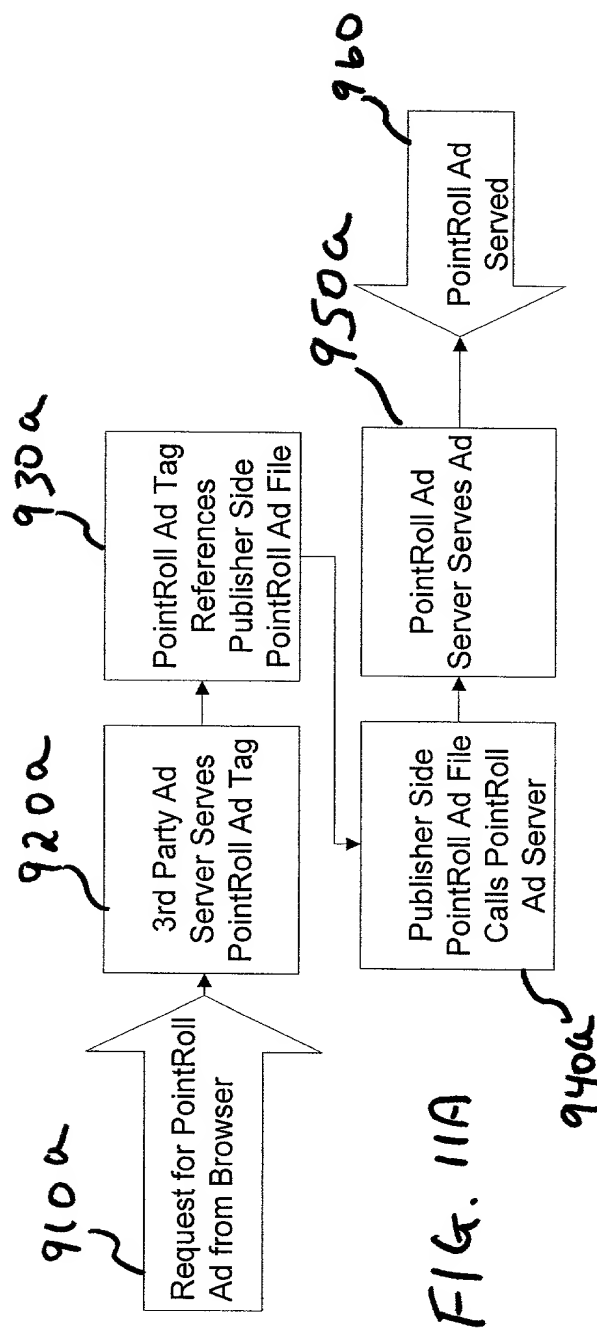 910a
Request for PointRoll
Ad from Browser
920a
3rd Party Ad
Server Serves
PointRoll Ad Tag
930a
PointRoll Ad Tag
References
Publisher Side
PointRoll Ad File
940a
Publisher Side
PointRoll Ad File
Calls PointRoll
Ad Server
950a
PointRoll Ad
Server Serves Ad
960
PointRoll Ad
Served
FIG. 11A